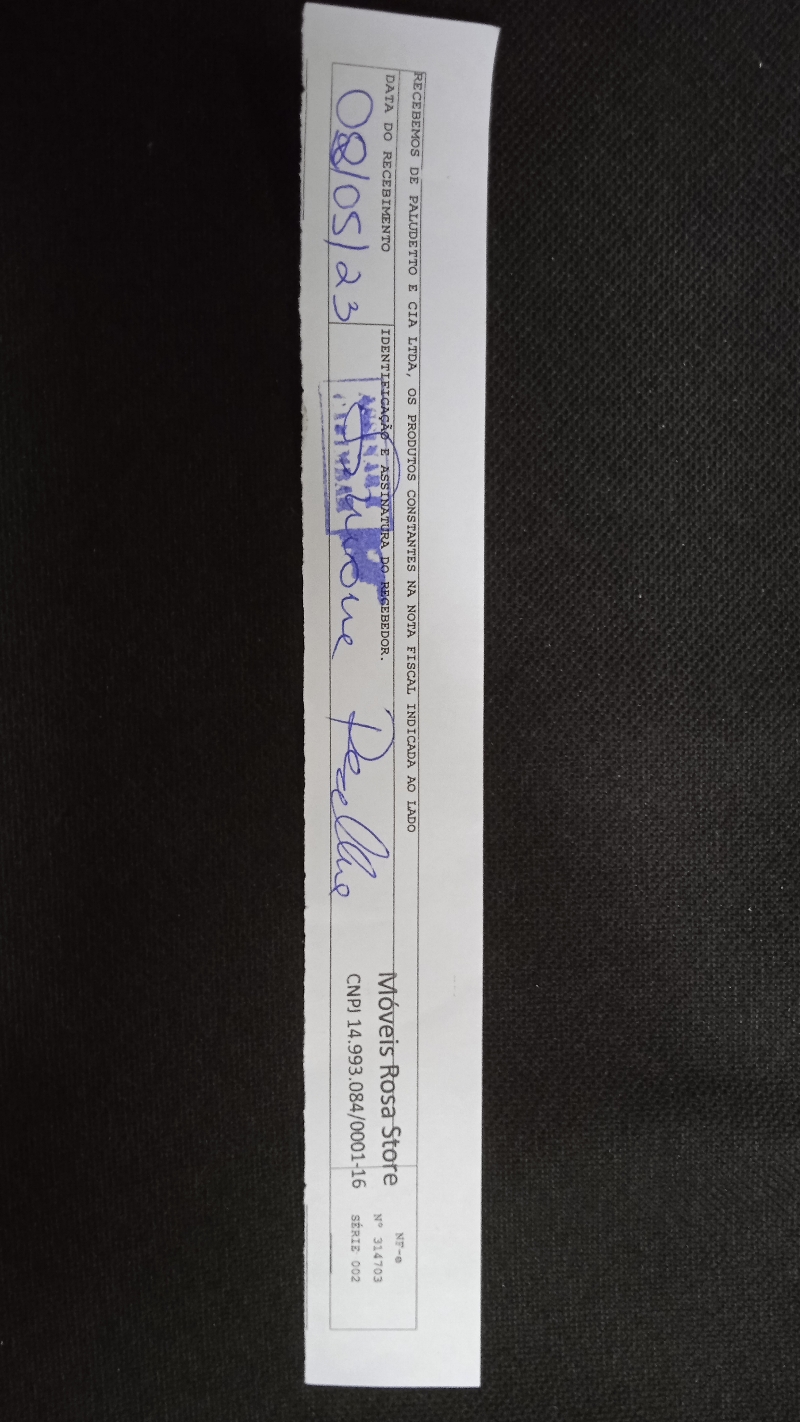 RECEBEMOS DE PALUDETTO E CIA LTDA, OS PRODUTOS CONSTANTES NA NOTA FISCAL INDICADA AO LADO
DATA DO RECEBIMENTO
08/05/23
IDENTIFICAÇÃO E ASSINATURA DO RECEBEDOR.
Móveis Rosa Store
CNPJ 14.993.084/0001-16
NF-e
Nº 314703
SÉRIE 002